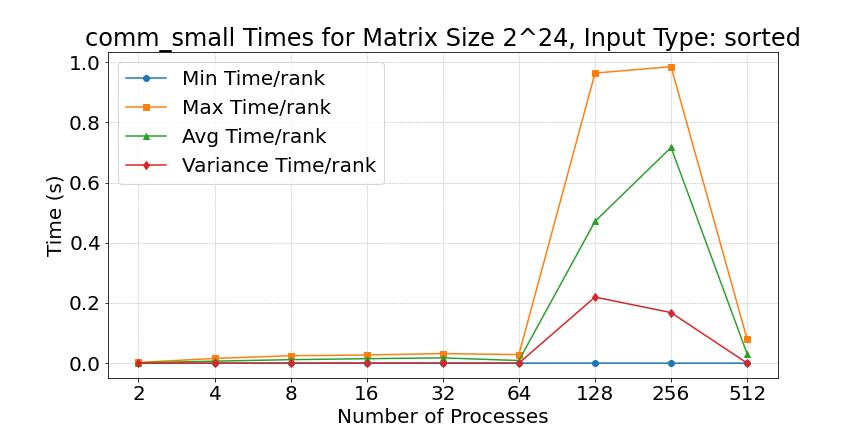 comm_small Times for Matrix Size 2^24, Input Type: sorted
Min Time/rank
Max Time/rank
Avg Time/rank
Variance Time/rank
Time (s)
1.0
0.8
0.6
0.4
0.2
0.0
2 4 8 16 32 64 128 256 512
Number of Processes